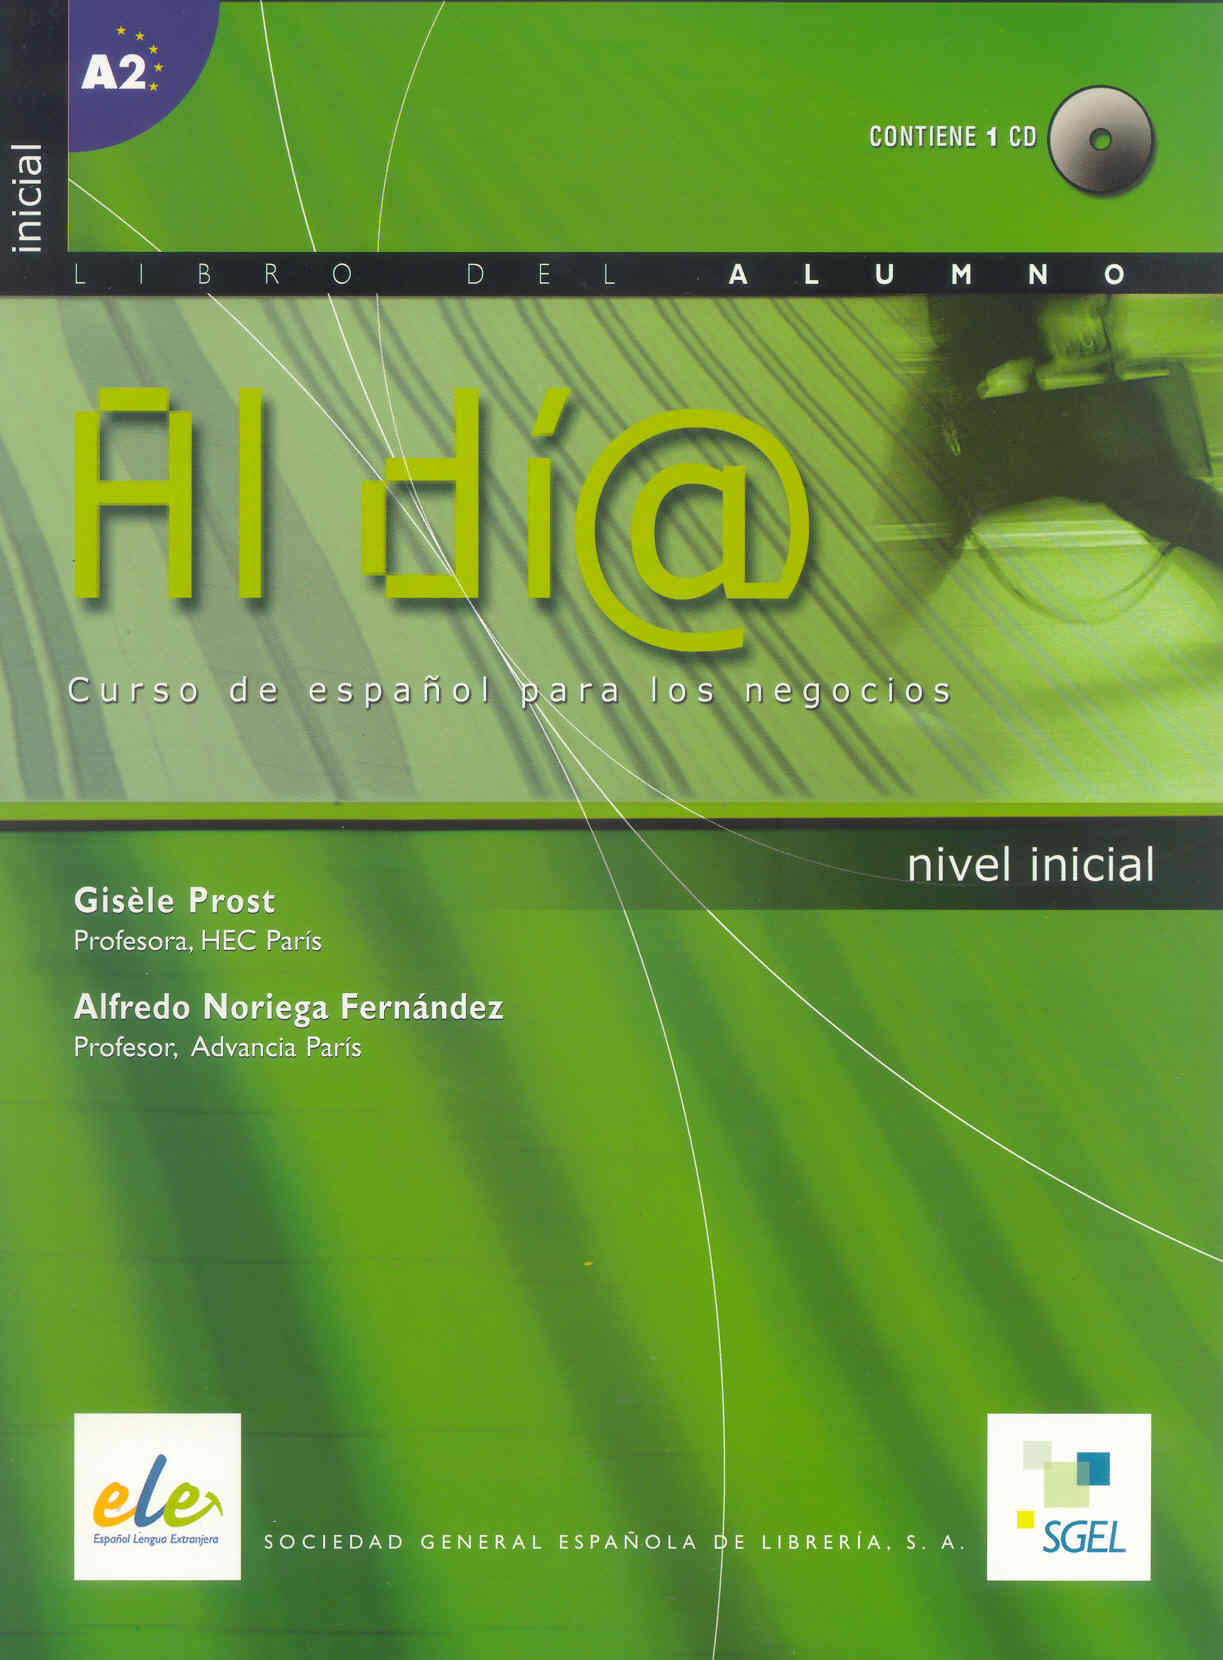 A2
inicial
CONTIENE 1 CD
LIBRO DEL ALUMNO
Al dí@
Curso de español para los negocios
nivel inicial
Gisèle Prost
Profesora, HEC París
Alfredo Noriega Fernández
Profesor, Advancia París
ele
Español Lengua Extranjera
SOCIEDAD GENERAL ESPAÑOLA DE LIBRERÍA, S. A.
SGEL